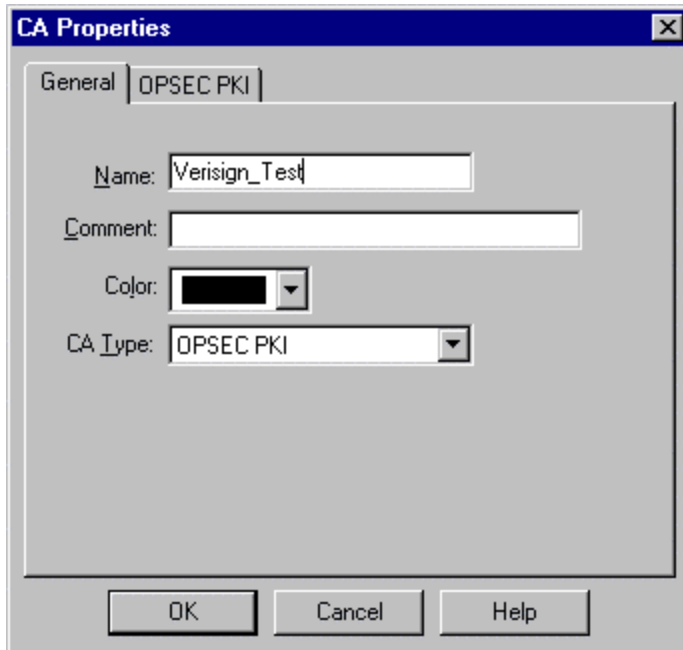 CA Properties
General OPSEC PKI
Name: Verisign_Test
Comment:
Color:
CA Type: OPSEC PKI
OK Cancel Help